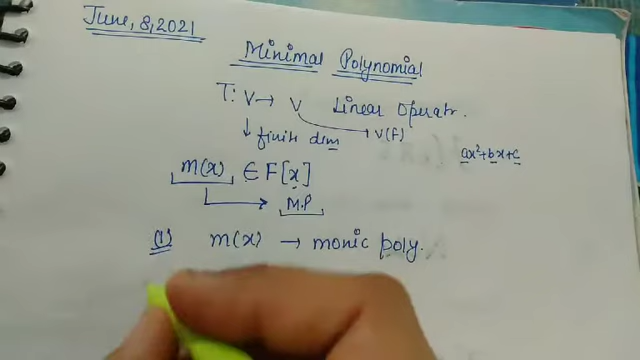 June, 8, 2021
Minimal Polynomial
T: V → V Linear Operatr.
↓ finite dim → V(F)
ax²+bx+c
m(x) ∈ F[x]
→ M.P
(1) m(x) → monic poly.